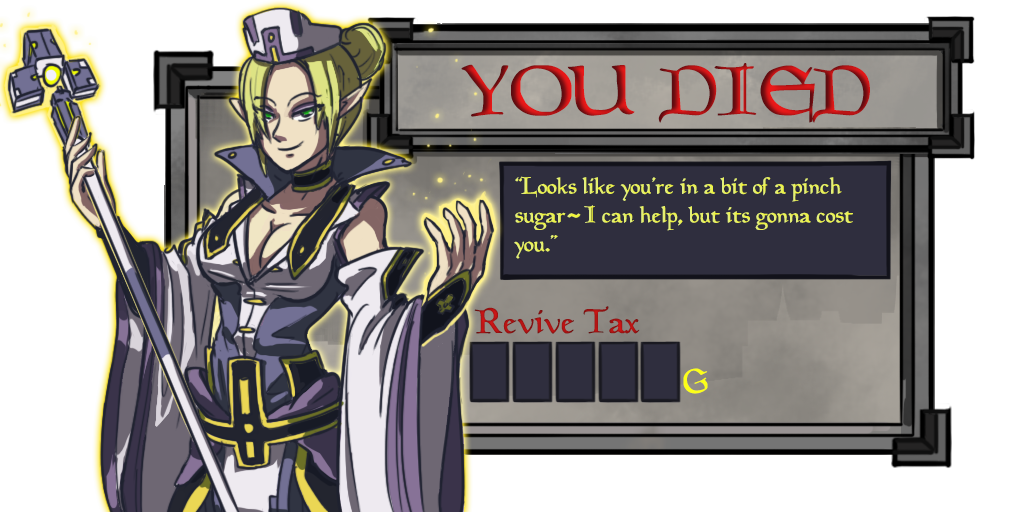 YOU DIED
"Looks like you're in a bit of a pinch
sugar~ I can help, but its gonna cost
you."
Revive Tax
G